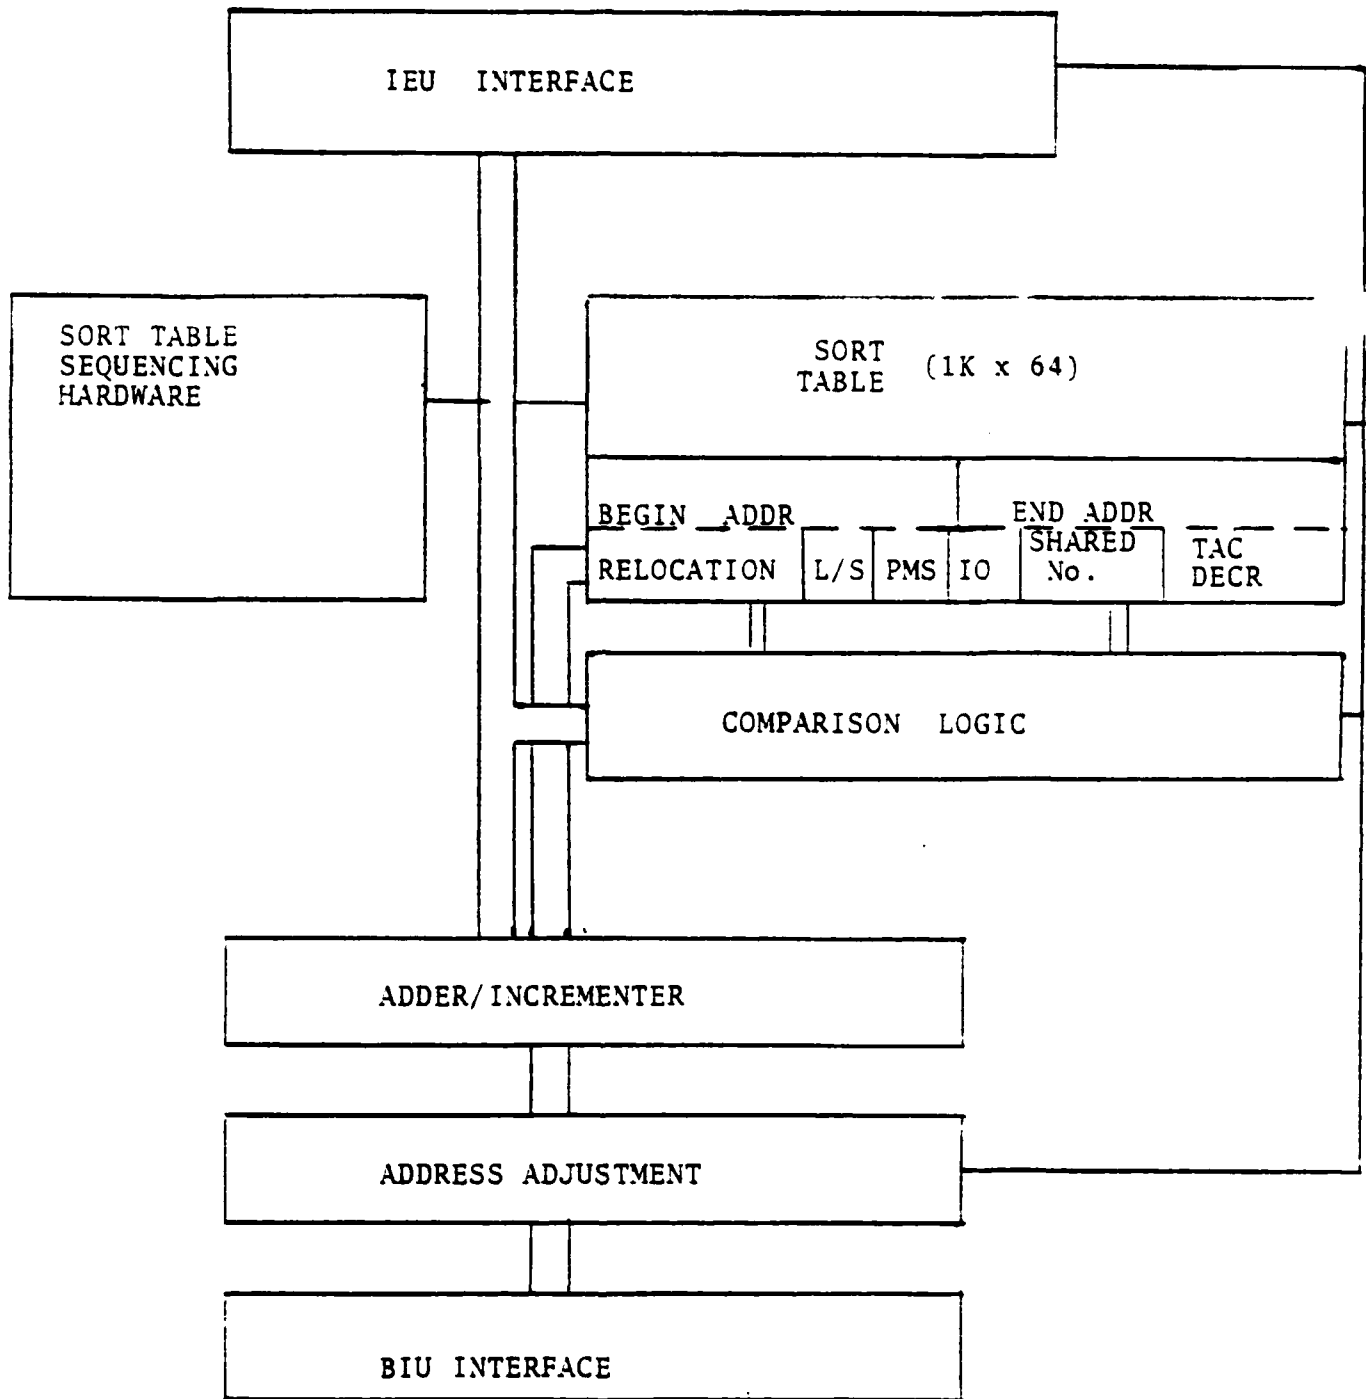 IEU INTERFACE
SORT TABLE
SEQUENCING
HARDWARE
SORT
TABLE (1K x 64)
BEGIN ADDR
END ADDR
RELOCATION
L/S
PMS
IO
SHARED
No.
TAC
DECR
COMPARISON LOGIC
ADDER/INCREMENTER
ADDRESS ADJUSTMENT
BIU INTERFACE